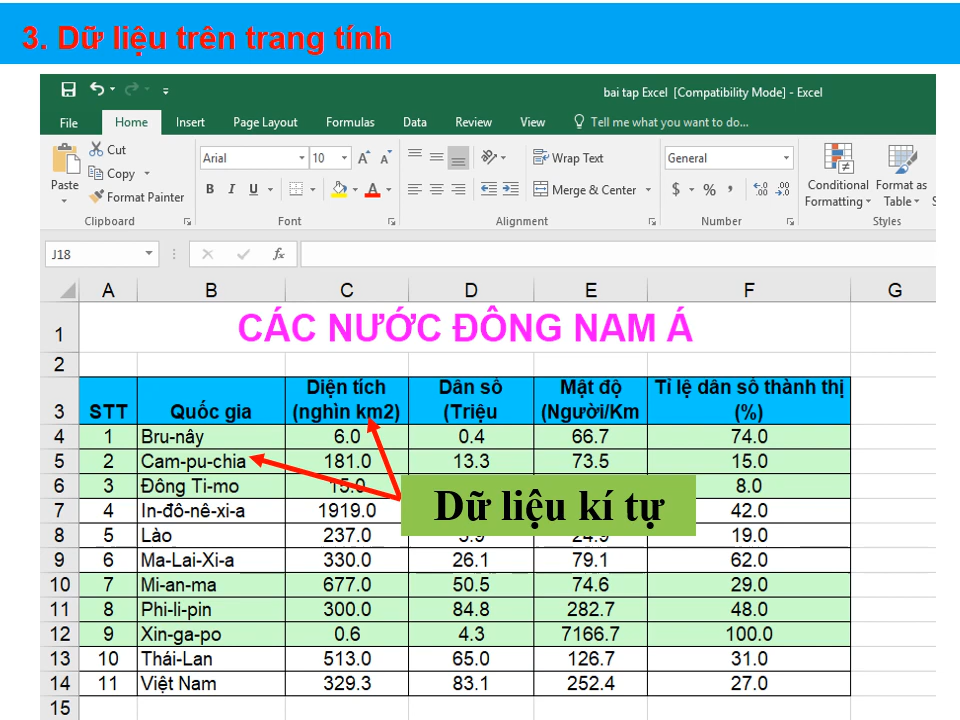 3. Dữ liệu trên trang tính
bai tap Excel [Compatibility Mode] - Excel
File Home Insert Page Layout Formulas Data Review View Tell me what you want to do...
Cut
Copy
Format Painter
Paste
Clipboard
Arial 10
B I U
Font
Wrap Text
Merge & Center
Alignment
General
$ % ,
Number
Conditional Formatting
Format as Table
Styles
J18 fx
A B C D E F G
1 CÁC NƯỚC ĐÔNG NAM Á
2
3 STT Quốc gia Diện tích (nghìn km2) Dân số (Triệu Mật độ (Người/Km Tỉ lệ dân số thành thị (%)
4 1 Bru-nây 6.0 0.4 66.7 74.0
5 2 Cam-pu-chia 181.0 13.3 73.5 15.0
6 3 Đông Ti-mo 15.0 8.0
7 4 In-đô-nê-xi-a 1919.0 42.0
Dữ liệu kí tự
8 5 Lào 237.0 19.0
9 6 Ma-Lai-Xi-a 330.0 26.1 79.1 62.0
10 7 Mi-an-ma 677.0 50.5 74.6 29.0
11 8 Phi-li-pin 300.0 84.8 282.7 48.0
12 9 Xin-ga-po 0.6 4.3 7166.7 100.0
13 10 Thái-Lan 513.0 65.0 126.7 31.0
14 11 Việt Nam 329.3 83.1 252.4 27.0
15